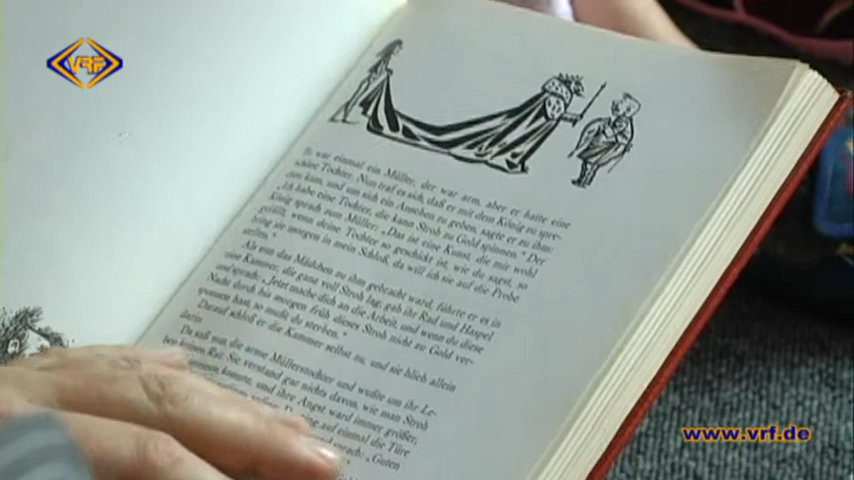 VRF
Es war einmal ein Müller, der war arm, aber er hatte eine
schöne Tochter. Nun traf es sich, daß er mit dem König zu spre-
chen kam, und um sich ein Ansehen zu geben, sagte er zu ihm:
„Ich habe eine Tochter, die kann Stroh zu Gold spinnen.“ Der
König sprach zum Müller: „Das ist eine Kunst, die mir wohl
gefällt, wenn deine Tochter so geschickt ist, wie du sagst, so
bring sie morgen in mein Schloß, da will ich sie auf die Probe
stellen.“
Als nun das Mädchen zu ihm gebracht ward, führte er es in
eine Kammer, die ganz voll Stroh lag, gab ihr Rad und Haspel
und sprach: „Jetzt mache dich an die Arbeit, und wenn du diese
Nacht durch bis morgen früh dieses Stroh nicht zu Gold ver-
sponnen hast, so mußt du sterben.“
Darauf schloß er die Kammer selbst zu, und sie blieb allein
darin.
Da saß nun die arme Müllerstochter und wußte um ihr Le-
ben keinen Rat. Sie verstand gar nichts davon, wie man Stroh
konnte, und ihre Angst ward immer größer,
ging auf einmal die Türe
sprach: „Guten
www.vrf.de